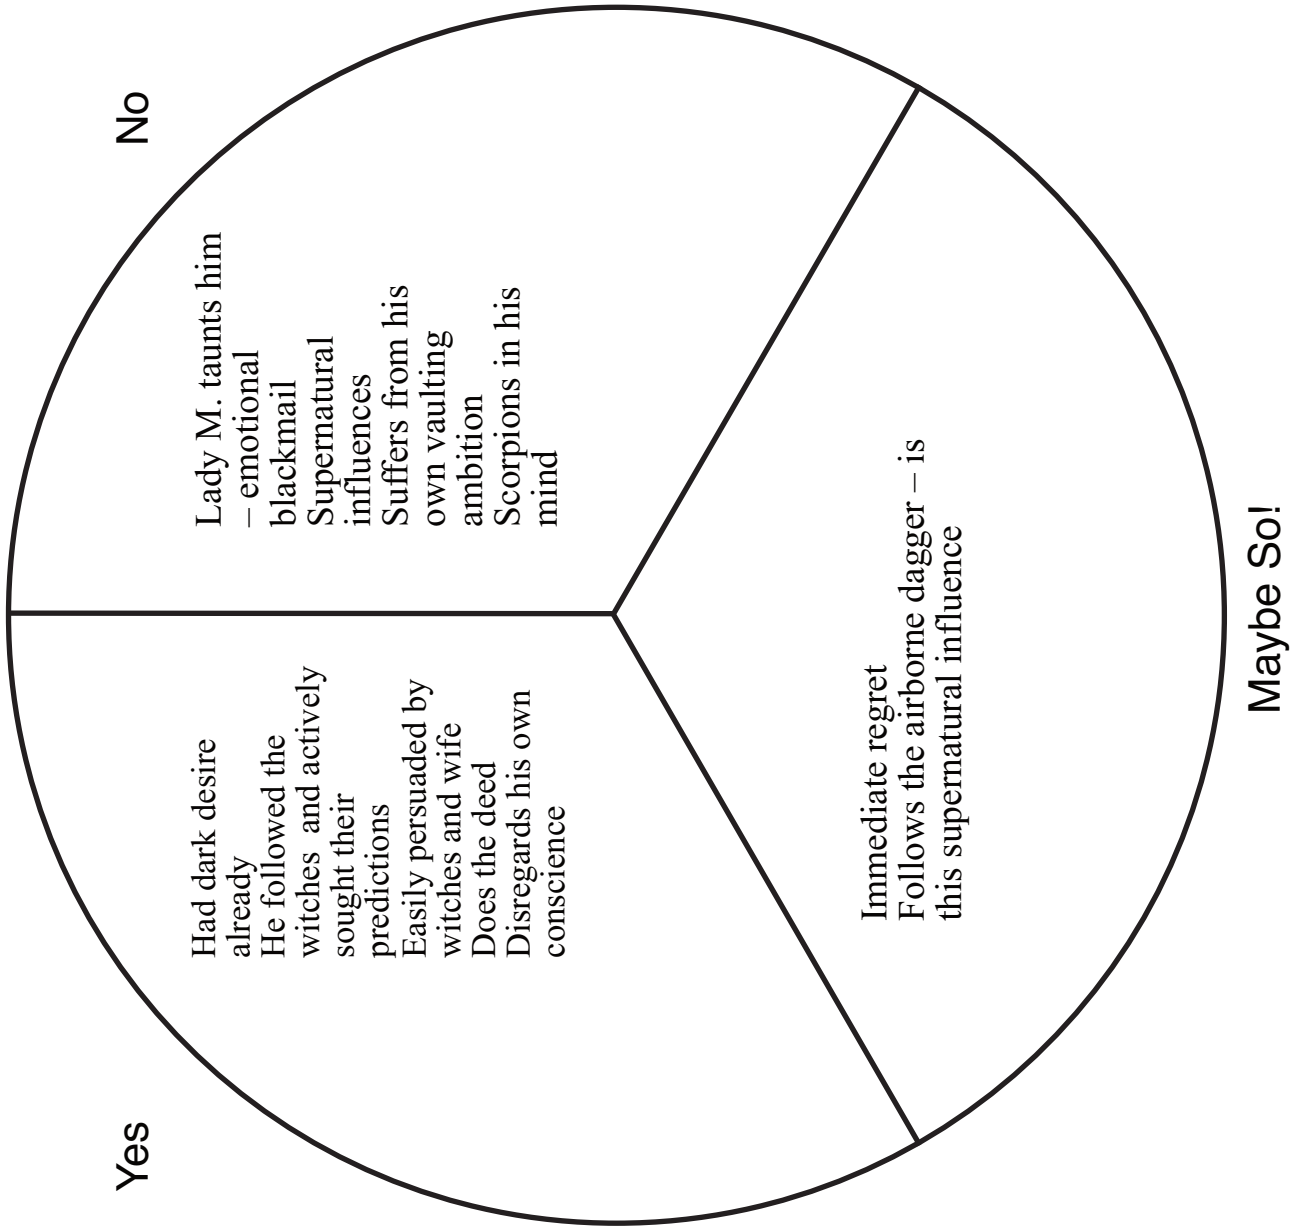 Yes
Had dark desire
already
He followed the
witches and actively
sought their
predictions
Easily persuaded by
witches and wife
Does the deed
Disregards his own
conscience
No
Lady M. taunts him
– emotional
blackmail
Supernatural
influences
Suffers from his
own vaulting
ambition
Scorpions in his
mind
Immediate regret
Follows the airborne dagger – is
this supernatural influence
Maybe So!